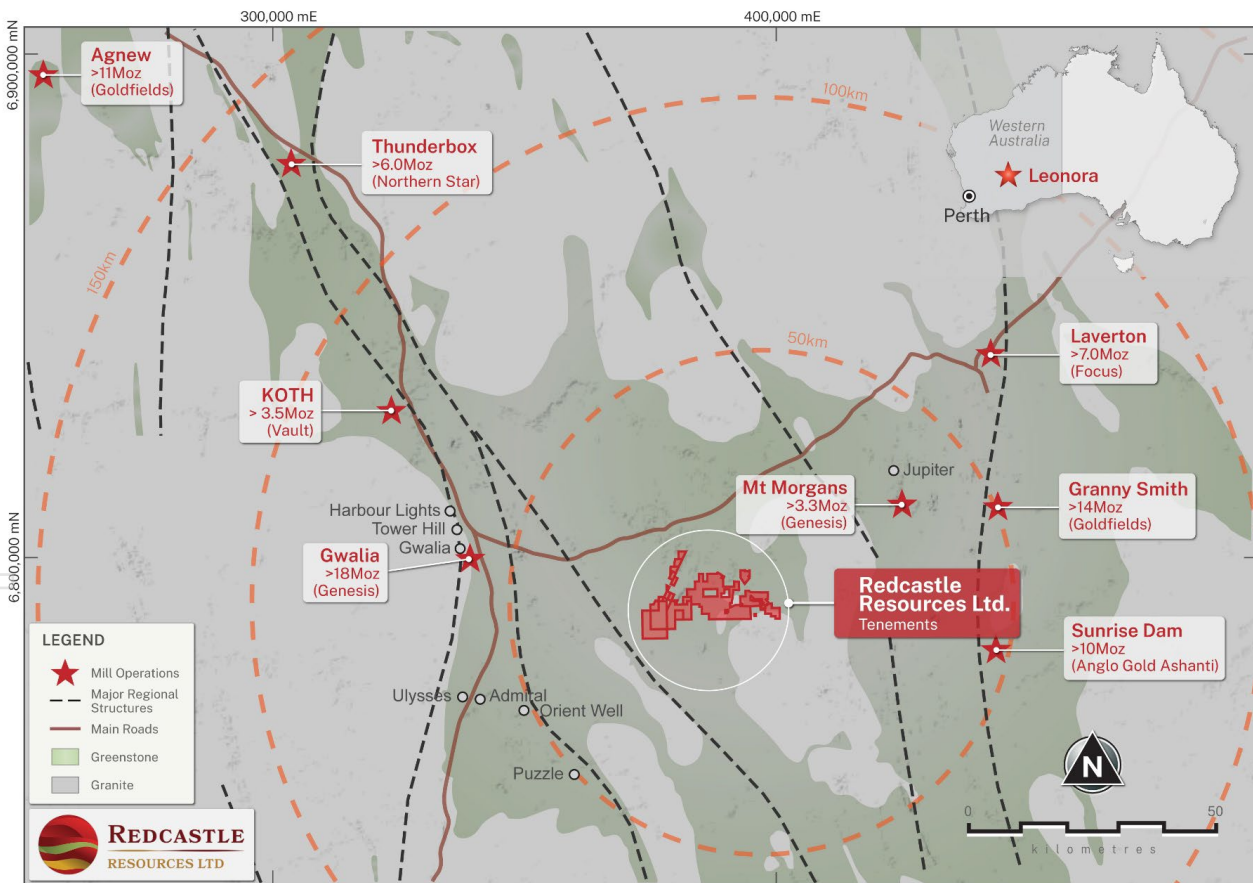 300,000 mE
400,000 mE
6,900,000 mN
6,800,000 mN
Agnew
>11Moz
(Goldfields)
Thunderbox
>6.0Moz
(Northern Star)
100km
150km
50km
Western
Australia
Leonora
Perth
Laverton
>7.0Moz
(Focus)
KOTH
> 3.5Moz
(Vault)
Jupiter
Mt Morgans
>3.3Moz
(Genesis)
Granny Smith
>14Moz
(Goldfields)
Harbour Lights
Tower Hill
Gwalia
Gwalia
>18Moz
(Genesis)
Redcastle
Resources Ltd.
Tenements
Sunrise Dam
>10Moz
(Anglo Gold Ashanti)
Ulysses
Admital
Orient Well
Puzzle
LEGEND
Mill Operations
Major Regional
Structures
Main Roads
Greenstone
Granite
N
0
50
kilometres
REDCASTLE
RESOURCES LTD